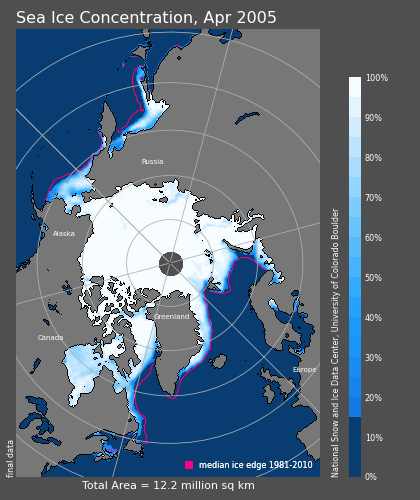 Sea Ice Concentration, Apr 2005
100%
90%
80%
70%
60%
50%
40%
30%
20%
10%
0%
Russia
Alaska
Greenland
Canada
Europe
National Snow and Ice Data Center, University of Colorado Boulder
final data
median ice edge 1981-2010
Total Area = 12.2 million sq km